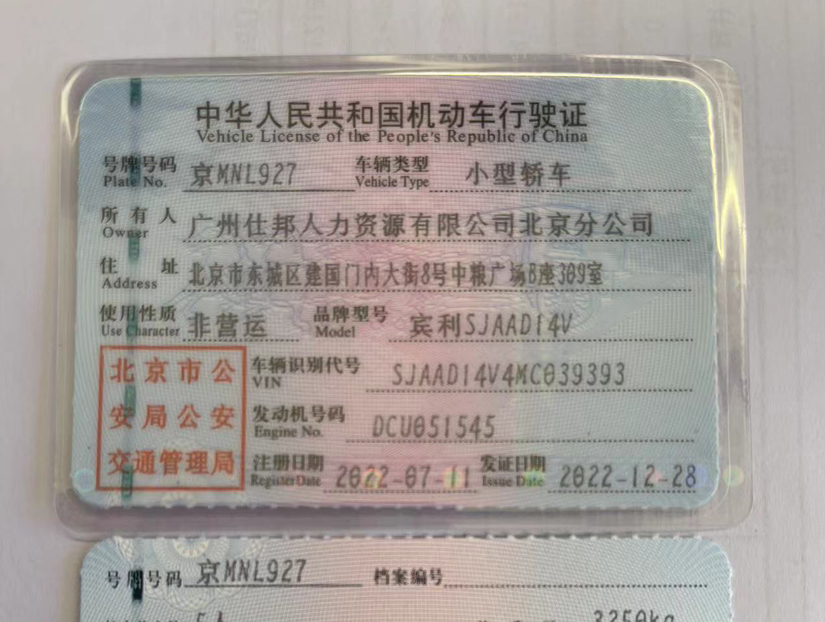 中华人民共和国机动车行驶证
Vehicle License of the People's Republic of China
号牌号码 京MNL927 车辆类型 小型轿车
Plate No. Vehicle Type
所有人 广州仕邦人力资源有限公司北京分公司
Owner
住址 北京市东城区建国门内大街8号中粮广场B座309室
Address
使用性质 非营运 品牌型号 宾利SJAAD14V
Use Character Model
北京市公
安局公安
交通管理局
车辆识别代号 SJAAD14V4MC039393
VIN
发动机号码 DCU051545
Engine No.
注册日期 2022-07-11 发证日期 2022-12-28
Register Date Issue Date
号牌号码 京MNL927 档案编号
5人 3250kg